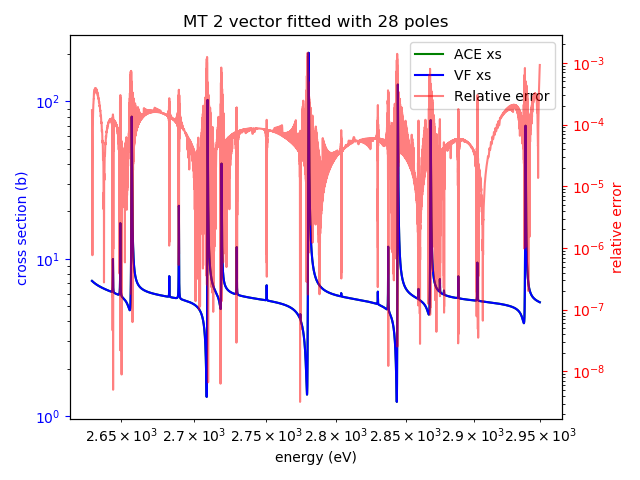 MT 2 vector fitted with 28 poles
ACE xs
VF xs
Relative error
cross section (b)
10²
10¹
10⁰
relative error
10⁻³
10⁻⁴
10⁻⁵
10⁻⁶
10⁻⁷
10⁻⁸
2.65 × 10³ 2.7 × 10³ 2.75 × 10³ 2.8 × 10³ 2.85 × 10³ 2.9 × 10³ 2.95 × 10³
energy (eV)